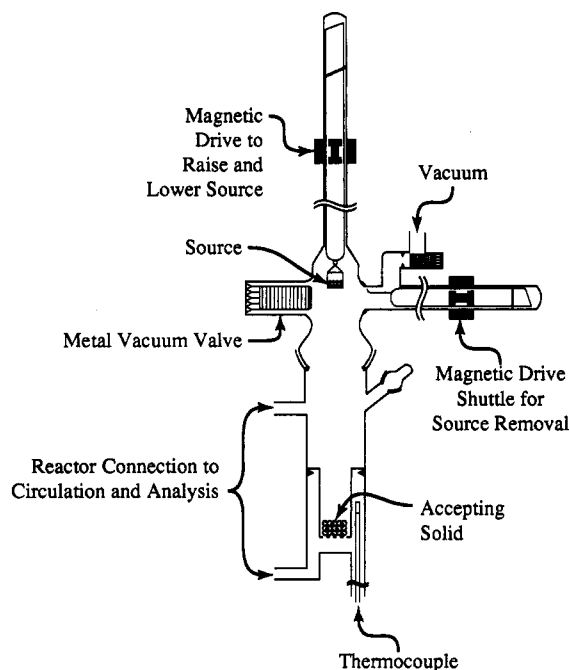 Magnetic
Drive to
Raise and
Lower Source
Vacuum
Source
Metal Vacuum Valve
Magnetic Drive
Shuttle for
Source Removal
Reactor Connection to
Circulation and Analysis
Accepting
Solid
Thermocouple